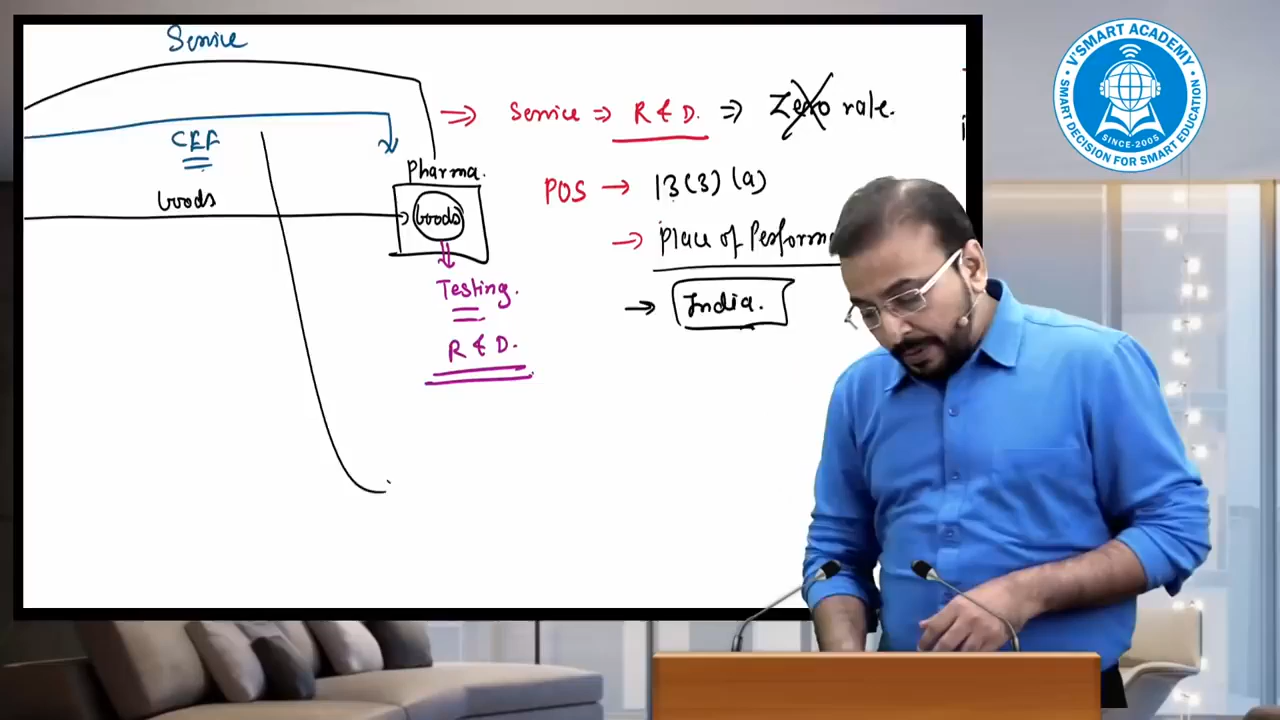 Service
CEF
Goods
Pharma.
Goods
Testing.
R & D.
⇒ Service ⇒ R & D. ⇒ Zero rate.
POS → 13(3)(a)
→ Place of
→ India.
V'SMART ACADEMY
SINCE-2005
SMART DECISION FOR SMART EDUCATION